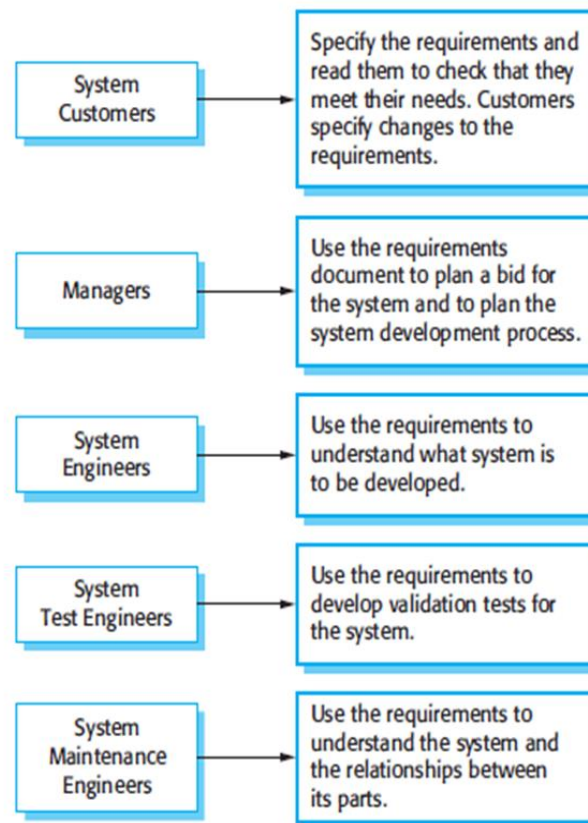 System
Customers
Specify the requirements and
read them to check that they
meet their needs. Customers
specify changes to the
requirements.
Managers
Use the requirements
document to plan a bid for
the system and to plan the
system development process.
System
Engineers
Use the requirements to
understand what system is
to be developed.
System
Test Engineers
Use the requirements to
develop validation tests for
the system.
System
Maintenance
Engineers
Use the requirements to
understand the system and
the relationships between
its parts.